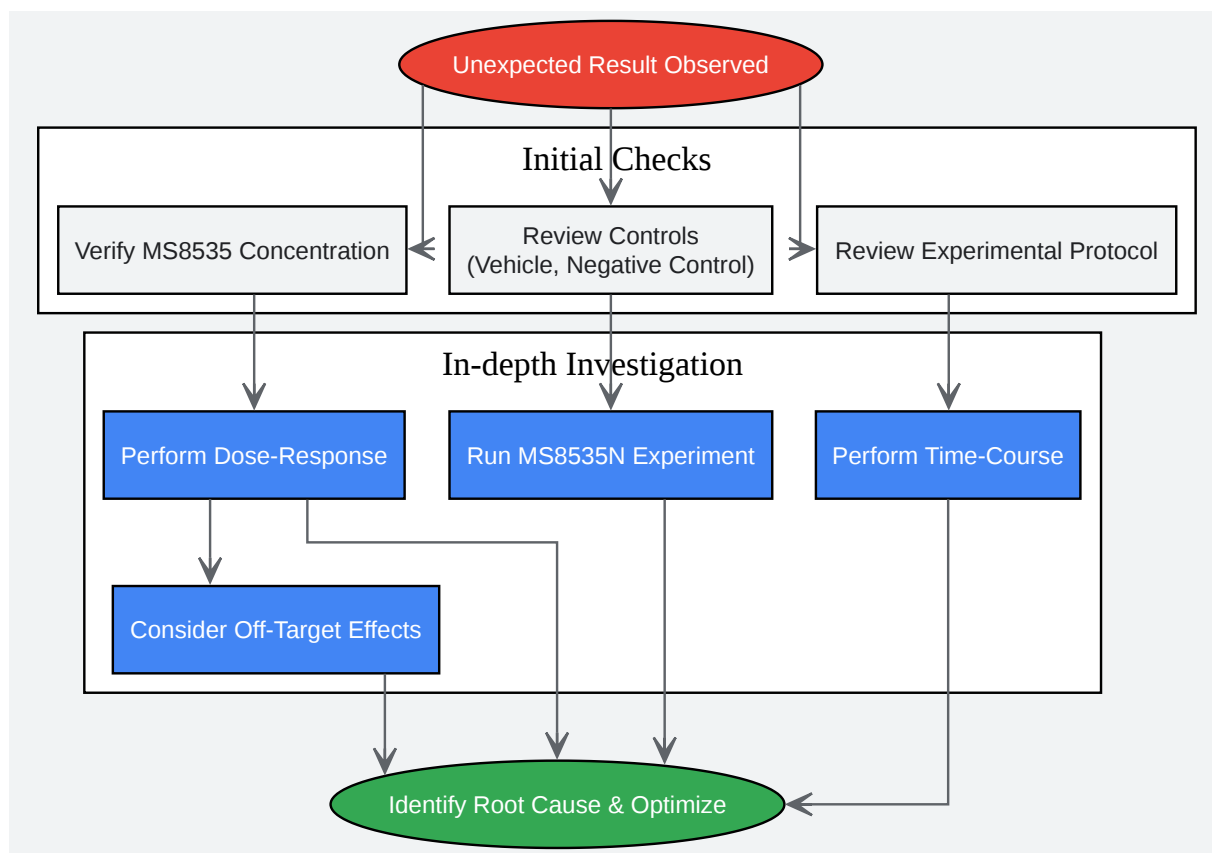 Unexpected Result Observed
Initial Checks
Verify MS8535 Concentration
Review Controls
(Vehicle, Negative Control)
Review Experimental Protocol
In-depth Investigation
Perform Dose-Response
Run MS8535N Experiment
Perform Time-Course
Consider Off-Target Effects
Identify Root Cause & Optimize